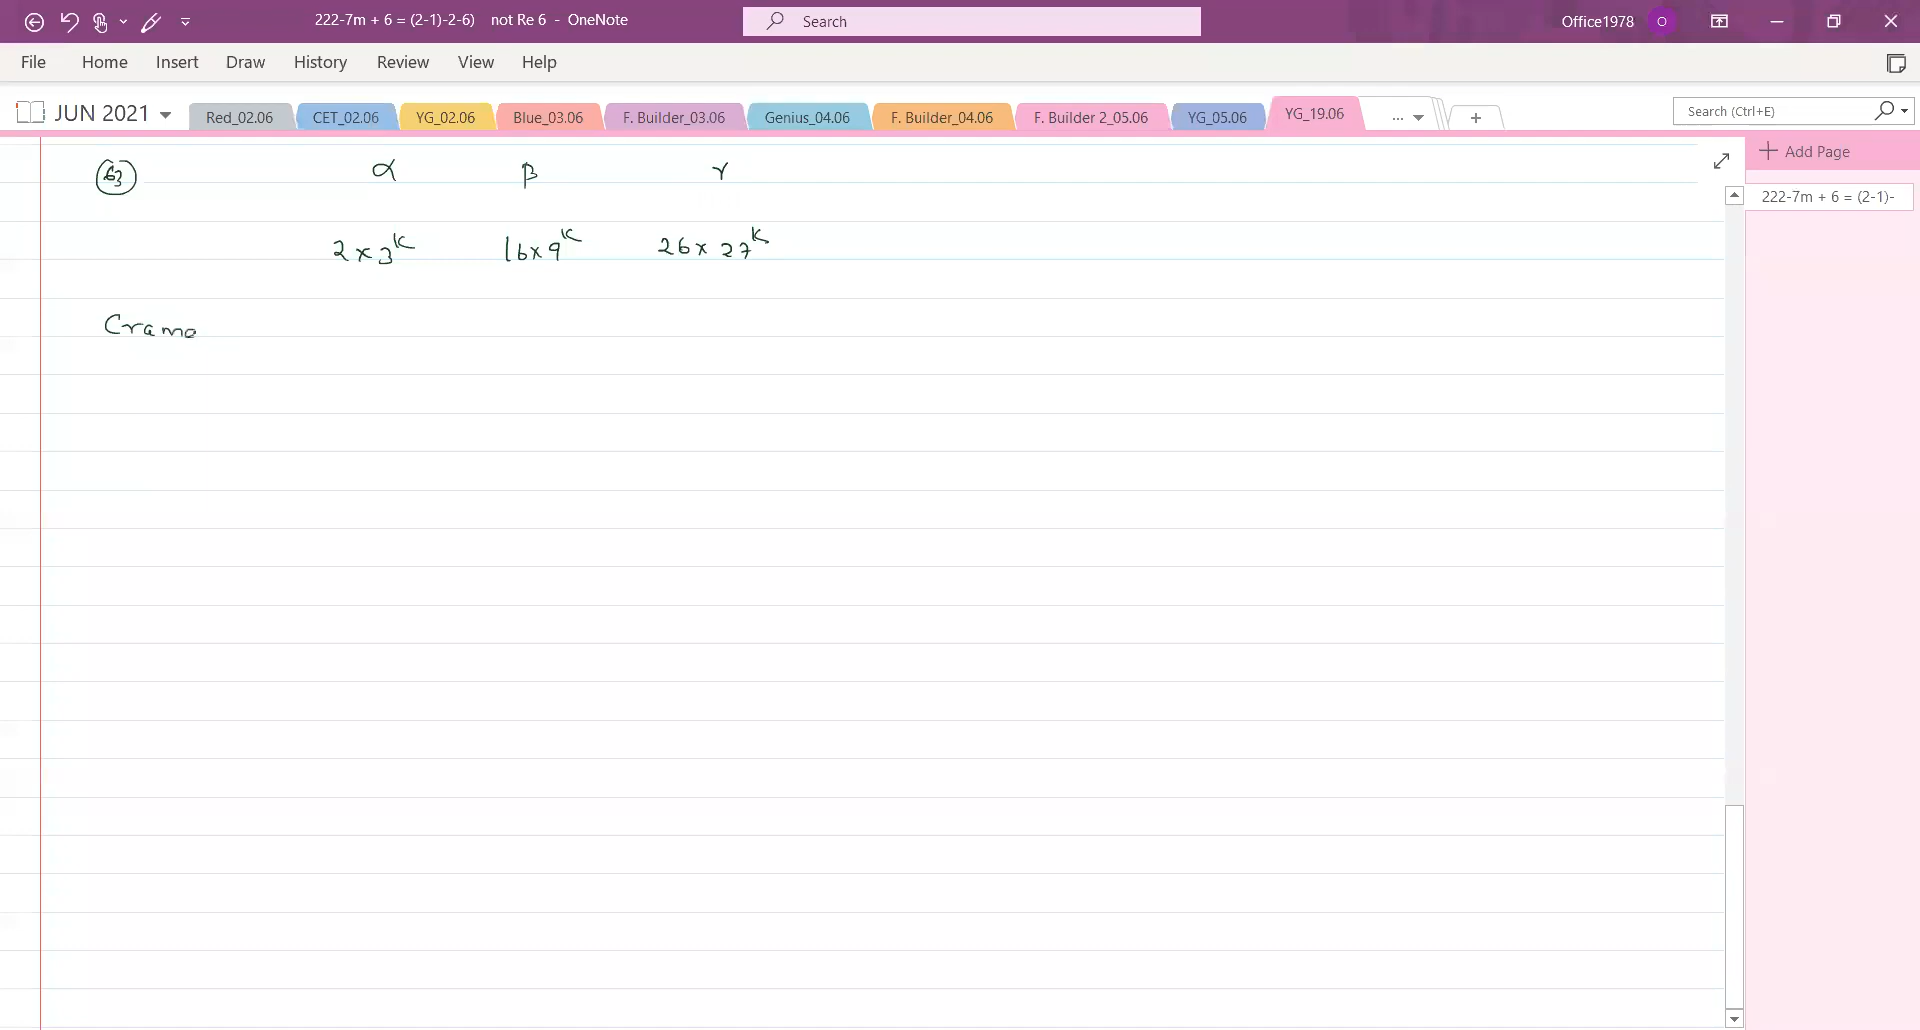 222-7m + 6 = (2-1)-2-6) not Re 6 - OneNote
Search
Office1978
O
File Home Insert Draw History Review View Help
JUN 2021
Red_02.06 CET_02.06 YG_02.06 Blue_03.06 F. Builder_03.06 Genius_04.06 F. Builder_04.06 F. Builder 2_05.06 YG_05.06 YG_19.06 ... +
Search (Ctrl+E)
Add Page
222-7m + 6 = (2-1)-
63 α β γ
2 × 3^K 16 × 9^K 26 × 27^K
Crame